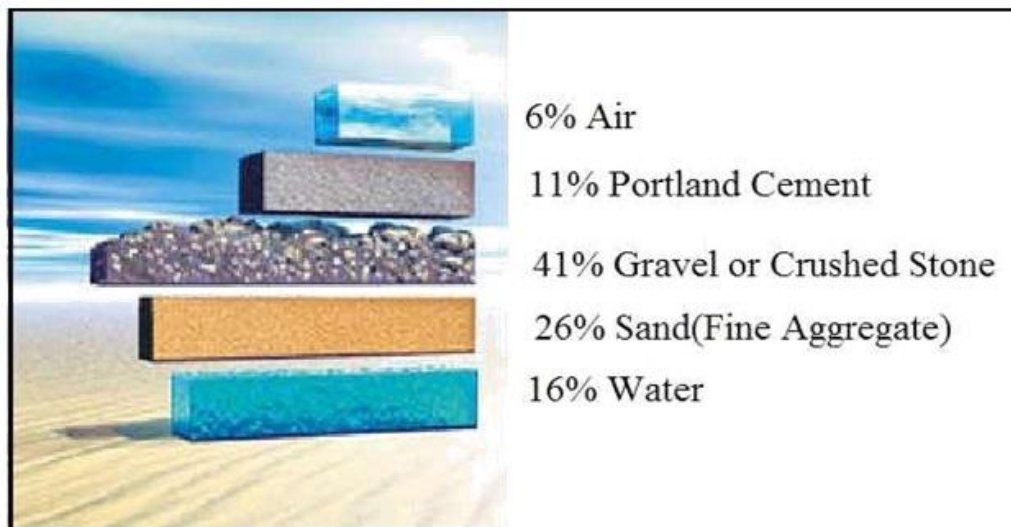 6% Air
11% Portland Cement
41% Gravel or Crushed Stone
26% Sand(Fine Aggregate)
16% Water